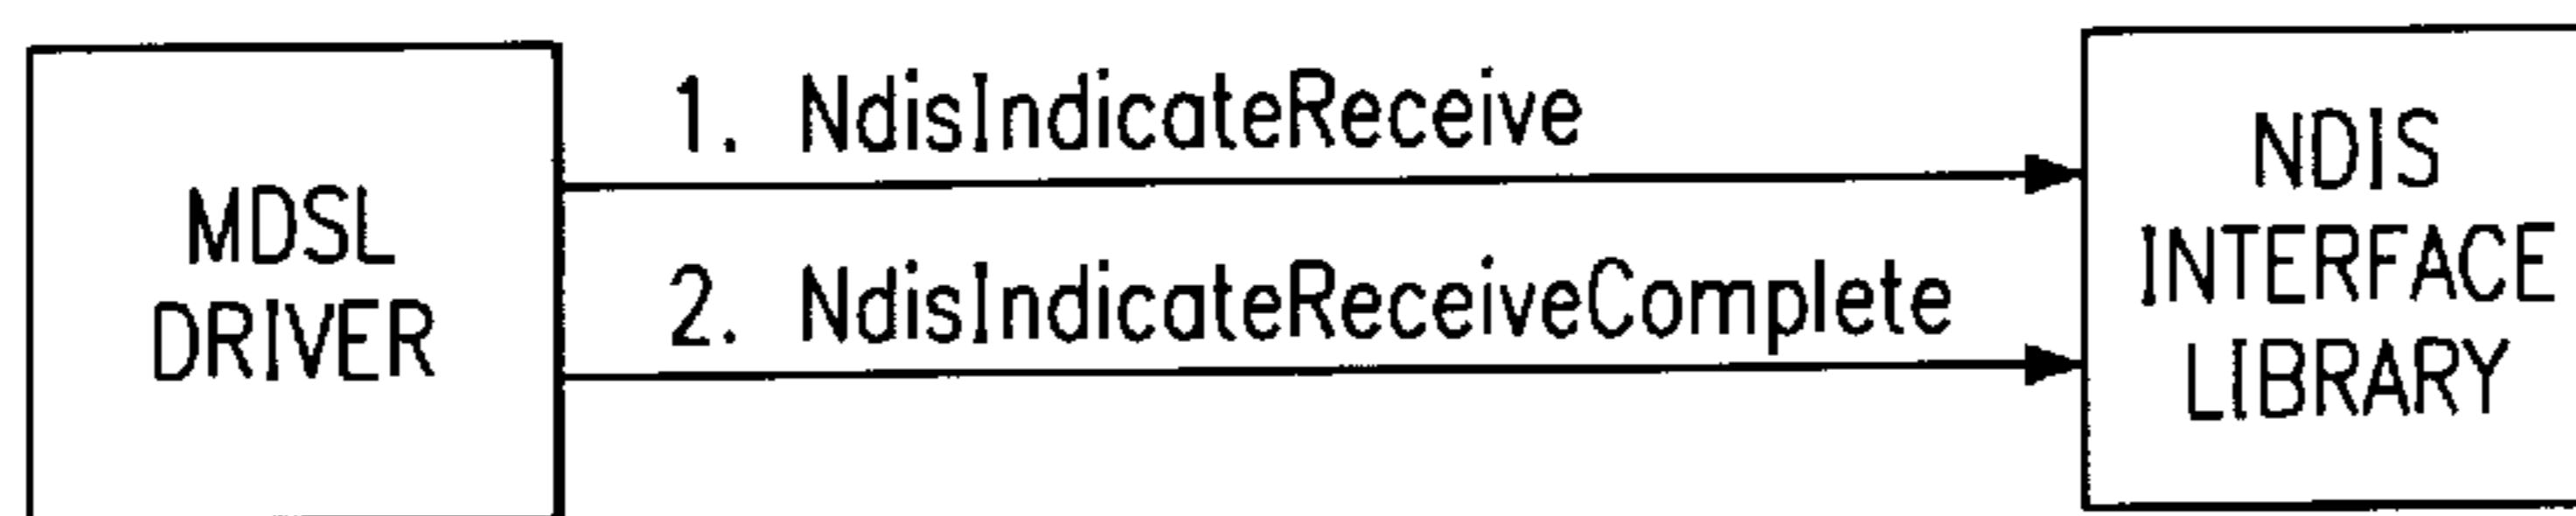 MDSL
DRIVER
1. NdisIndicateReceive
2. NdisIndicateReceiveComplete
NDIS
INTERFACE
LIBRARY